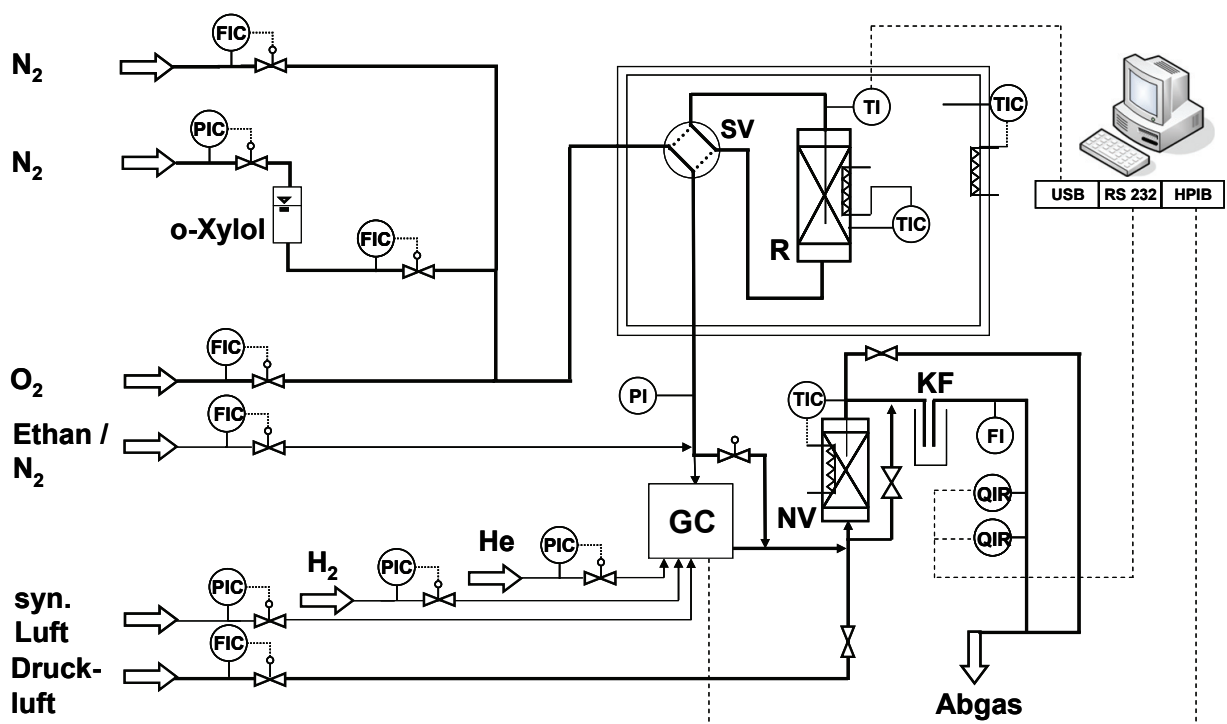 FIC
N2
PIC
N2
o-Xylol
FIC
FIC
O2
FIC
Ethan /
N2
SV
TI
TIC
R
TIC
USB
RS 232
HPIB
PI
TIC
KF
FI
NV
QIR
QIR
GC
He
PIC
H2
PIC
PIC
syn.
Luft
FIC
Druck-
luft
Abgas